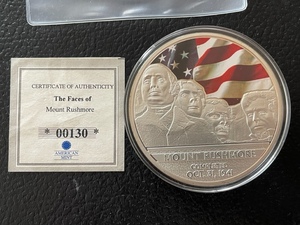 CERTIFICATE OF AUTHENTICITY
The Faces of
Mount Rushmore
* 00130 *
AMERICAN
MINT
MOUNT RUSHMORE
COMPLETED
OCT. 31, 1941